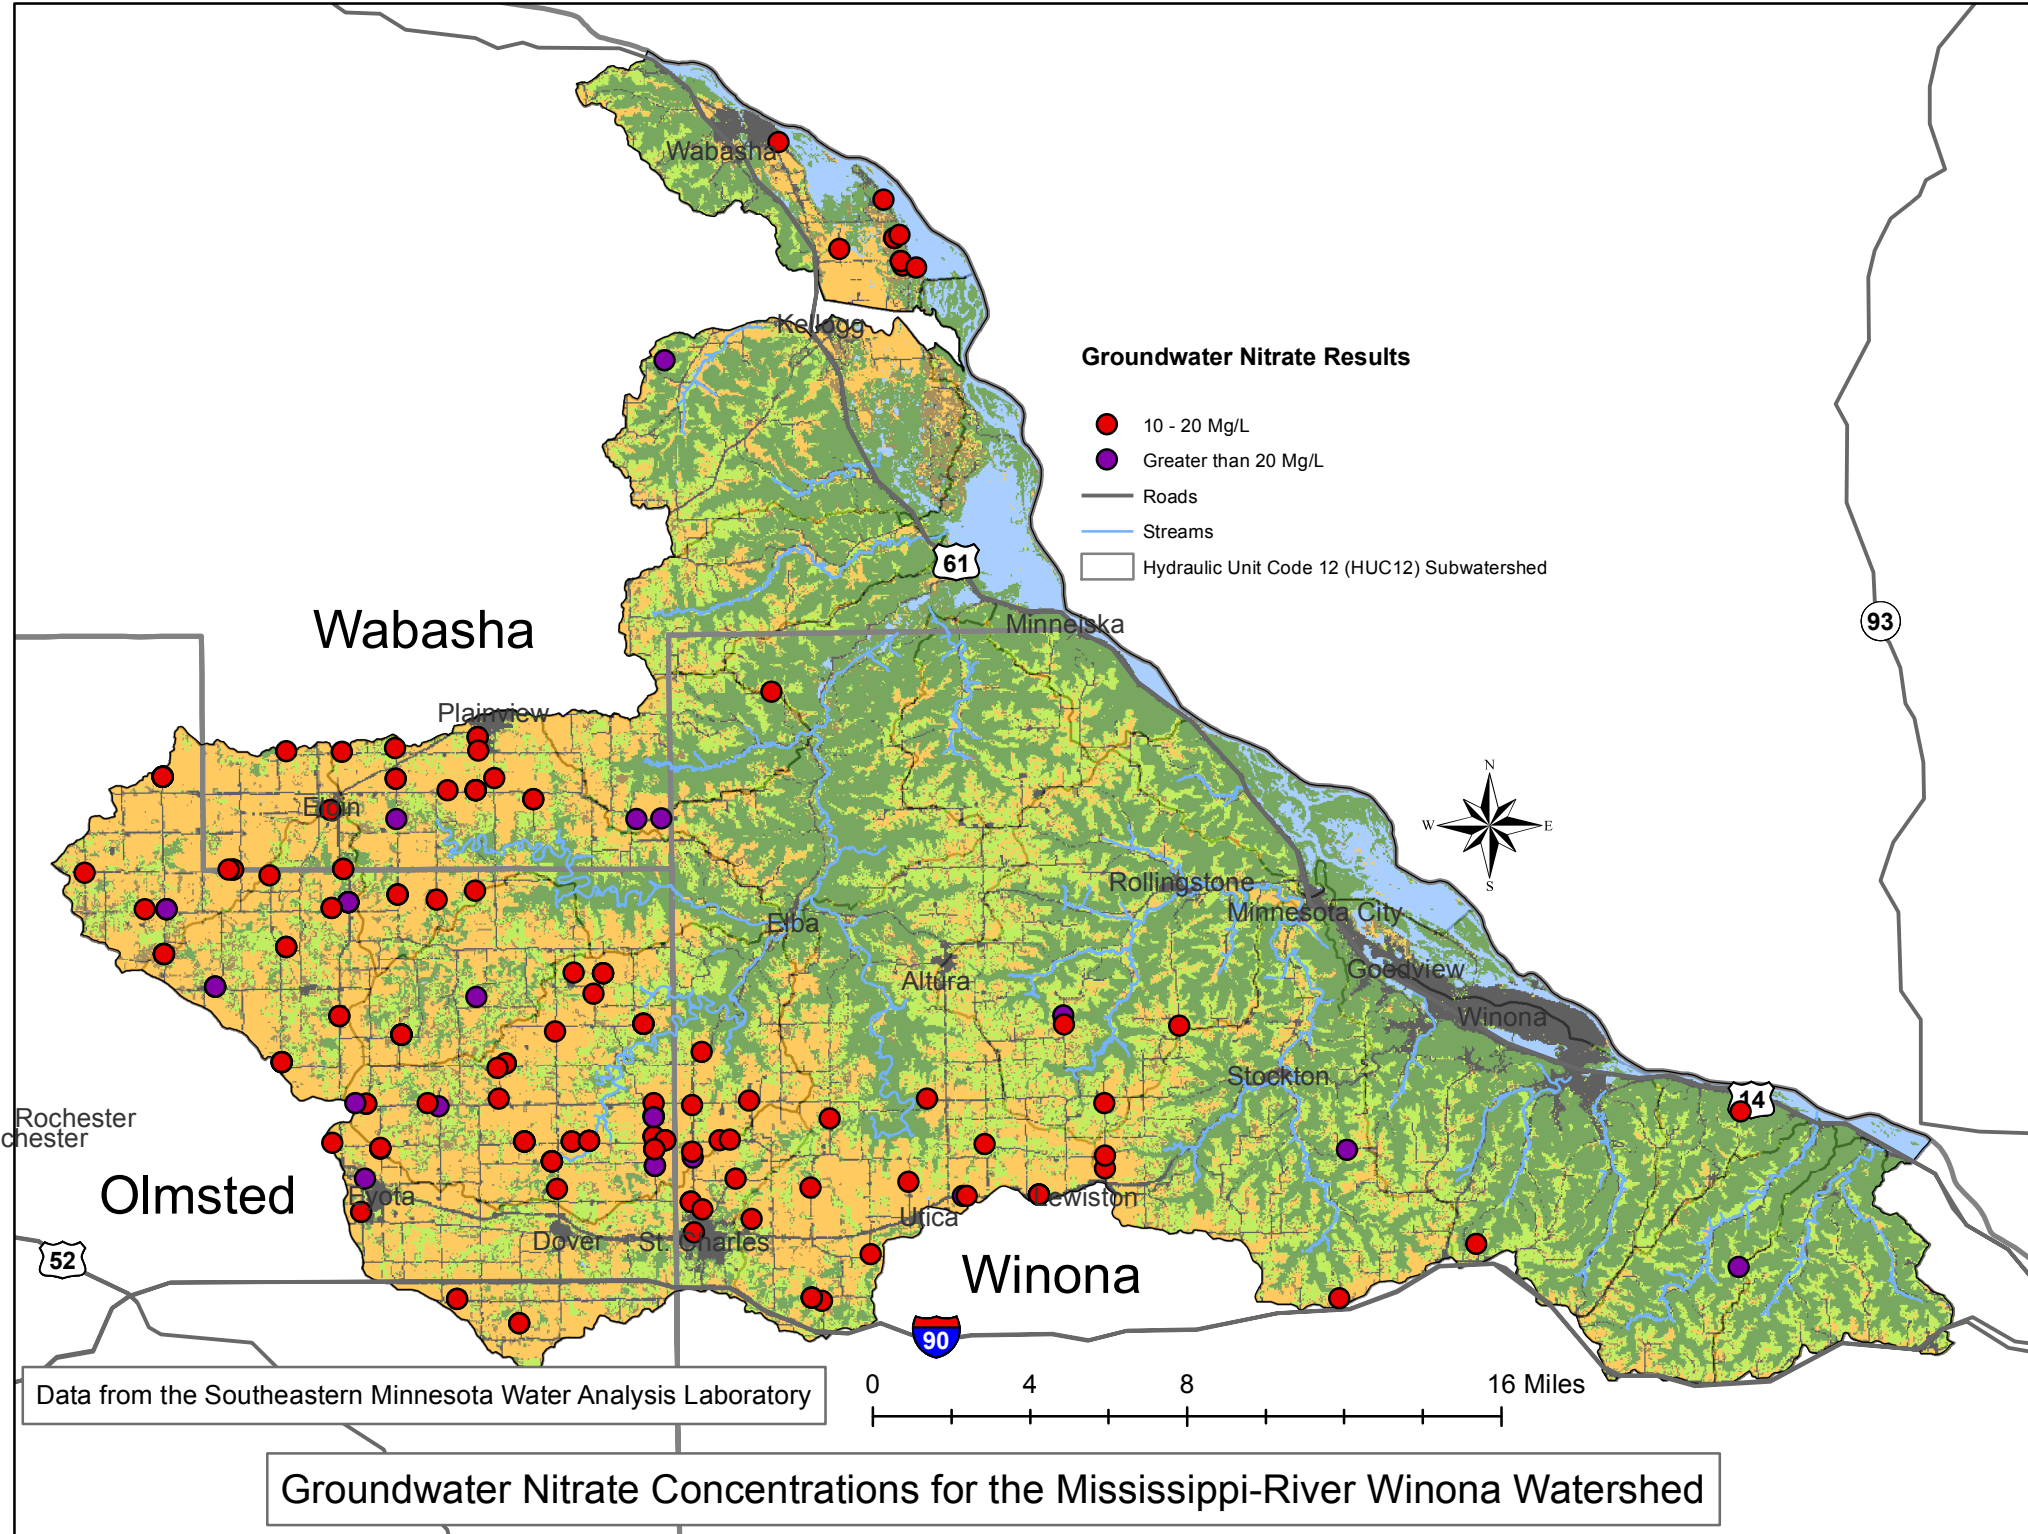 Wabasha
Kellogg
Groundwater Nitrate Results
10 - 20 Mg/L
Greater than 20 Mg/L
Roads
Streams
Hydraulic Unit Code 12 (HUC12) Subwatershed
61
Minneiska
93
Wabasha
Plainview
Elgin
N
W
E
S
Rollingstone
Minnesota City
Elba
Altura
Goodview
Winona
Stockton
14
Rochester
chester
Olmsted
Eyota
Lewiston
Utica
Dover
St. Charles
52
Winona
90
0 4 8 16 Miles
Data from the Southeastern Minnesota Water Analysis Laboratory
Groundwater Nitrate Concentrations for the Mississippi-River Winona Watershed